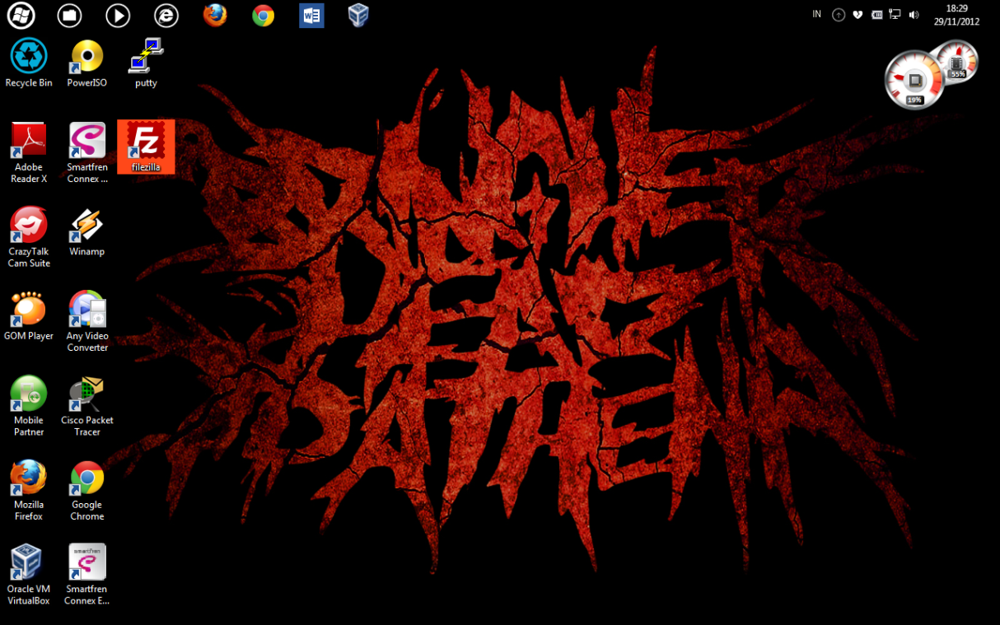 IN
18:29
29/11/2012
Recycle Bin
PowerISO
putty
55%
19%
Adobe
Reader X
Smartfren
Connex ...
Fz
filezilla
CrazyTalk
Cam Suite
Winamp
GOM Player
Any Video
Converter
Mobile
Partner
Cisco Packet
Tracer
Mozilla
Firefox
Google
Chrome
Oracle VM
VirtualBox
smartfren
Smartfren
Connex E...